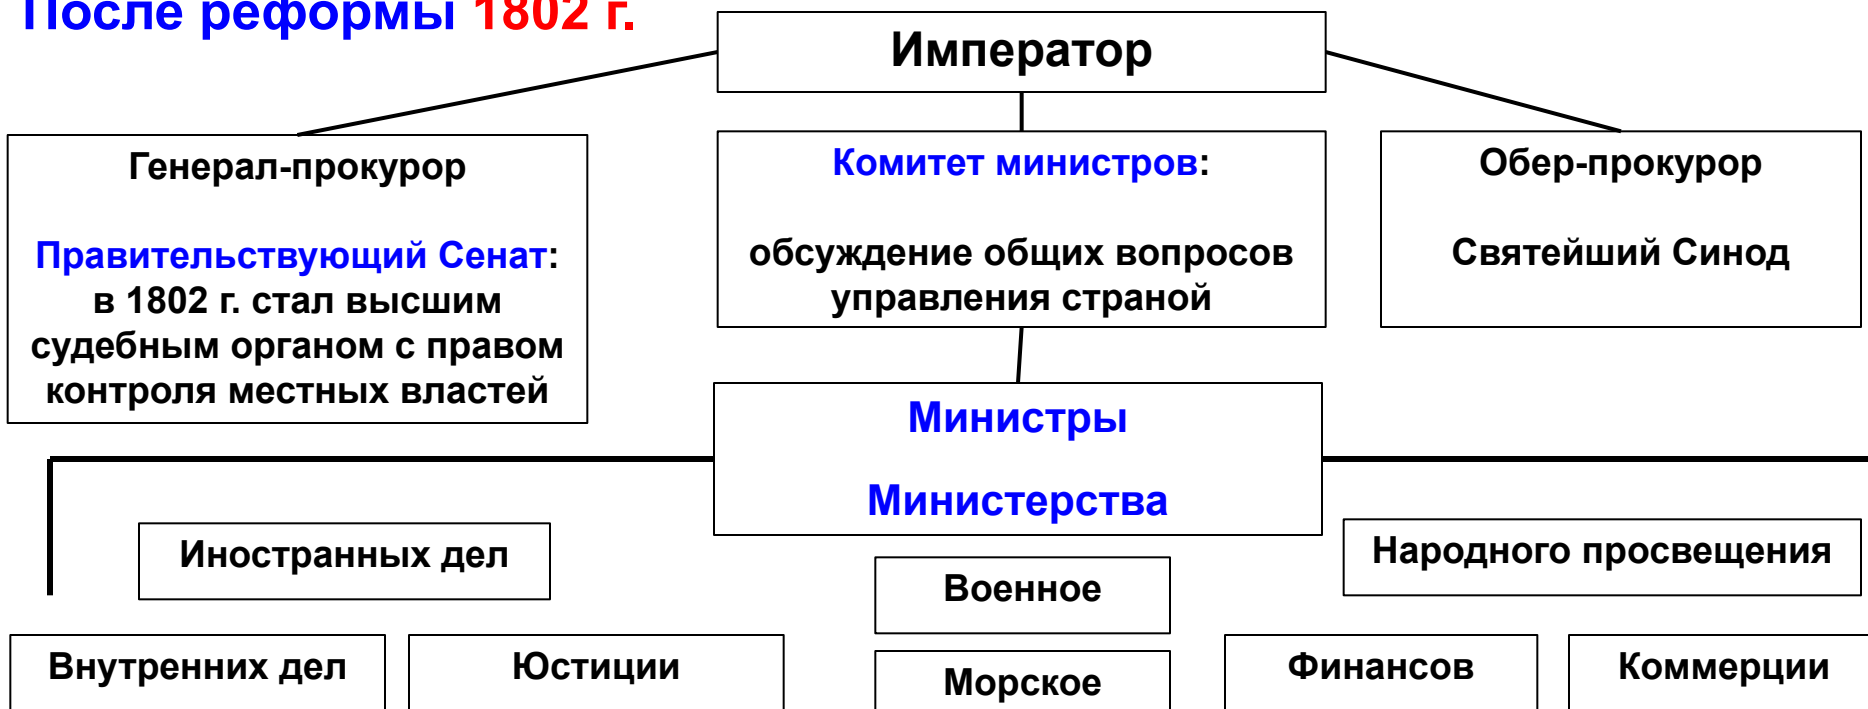 После реформы 1802 г.
Император
Генерал-прокурор
Правительствующий Сенат:
в 1802 г. стал высшим
судебным органом с правом
контроля местных властей
Комитет министров:
обсуждение общих вопросов
управления страной
Обер-прокурор
Святейший Синод
Министры
Министерства
Иностранных дел
Военное
Народного просвещения
Внутренних дел
Юстиции
Морское
Финансов
Коммерции